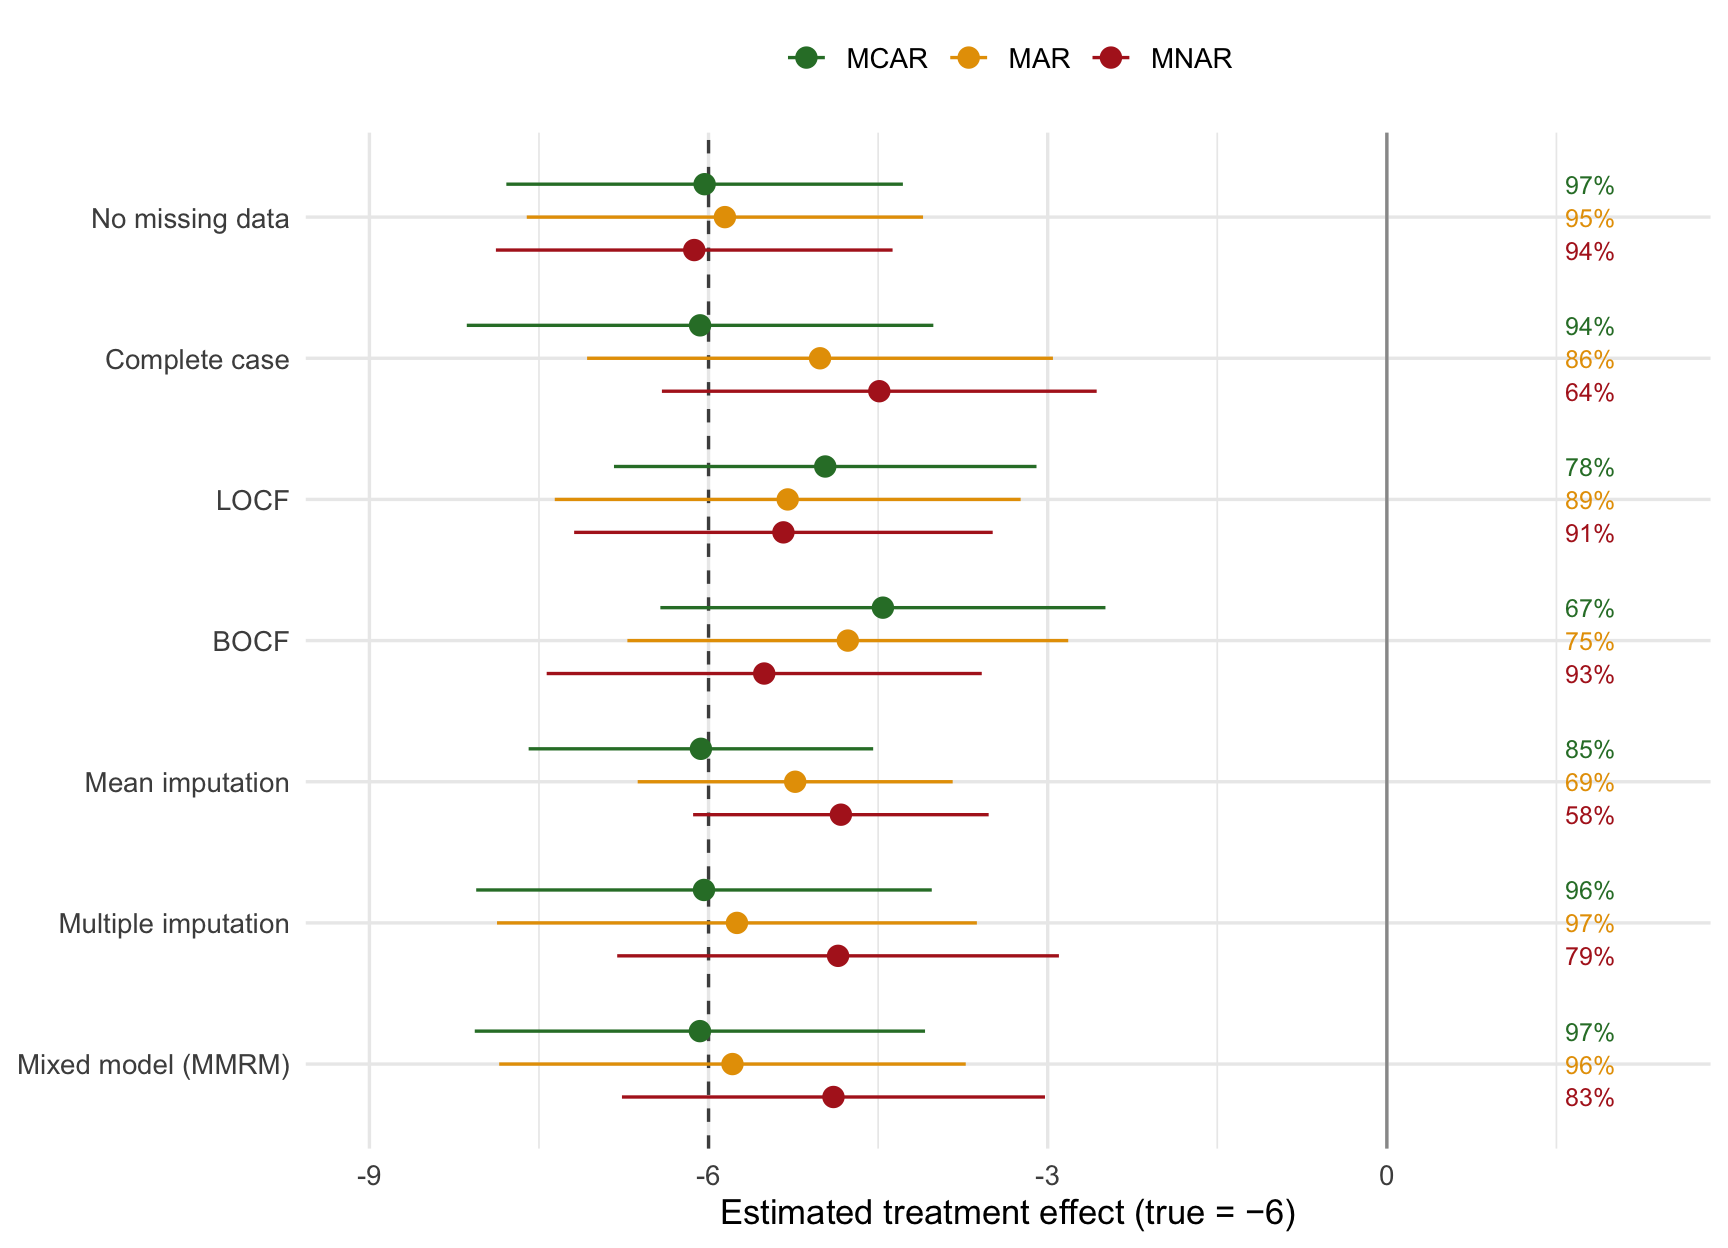 MCAR MAR MNAR
97%
No missing data 95%
94%
94%
Complete case 86%
64%
78%
LOCF 89%
91%
67%
BOCF 75%
93%
85%
Mean imputation 69%
58%
96%
Multiple imputation 97%
79%
97%
Mixed model (MMRM) 96%
83%
-9 -6 -3 0
Estimated treatment effect (true = −6)